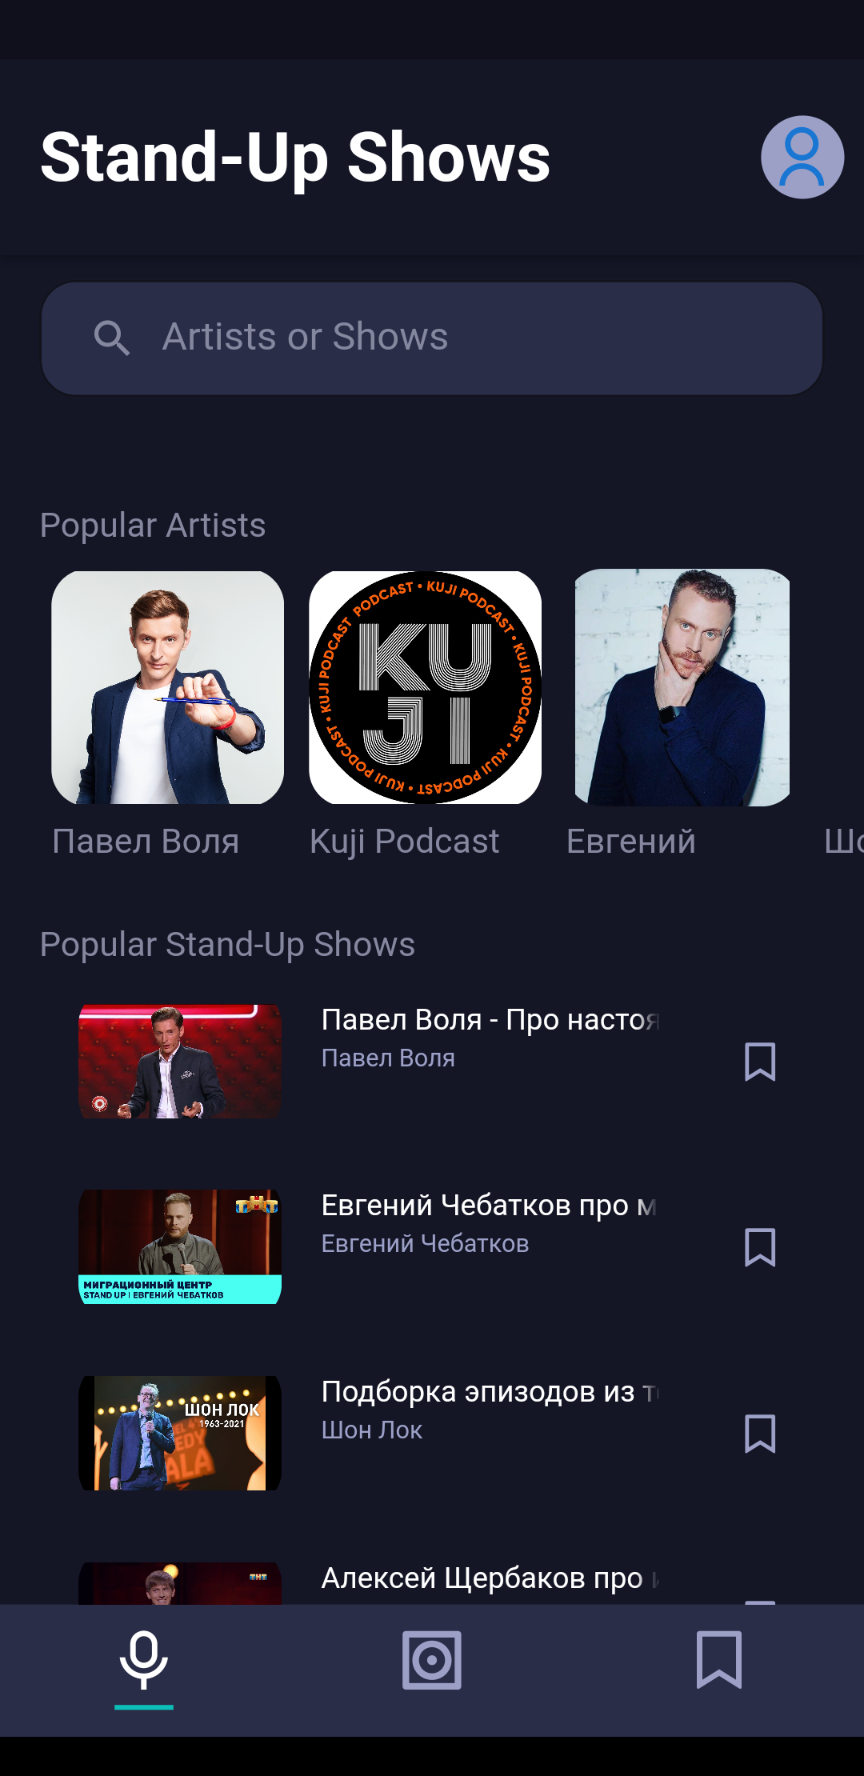 Stand-Up Shows
Artists or Shows
Popular Artists
KUJI PODCAST • KUJI PODCAST • KUJI PODCAST • KUJI PODCAST • KUJI PODCAST
KU
JI
Павел Воля
Kuji Podcast
Евгений
Шо
Popular Stand-Up Shows
Павел Воля - Про настоя
Павел Воля
ТНТ
МИГРАЦИОННЫЙ ЦЕНТР
STAND UP | ЕВГЕНИЙ ЧЕБАТКОВ
Евгений Чебатков про м
Евгений Чебатков
ШОН ЛОК
1963-2021
Подборка эпизодов из т
Шон Лок
ТНТ
Алексей Щербаков про